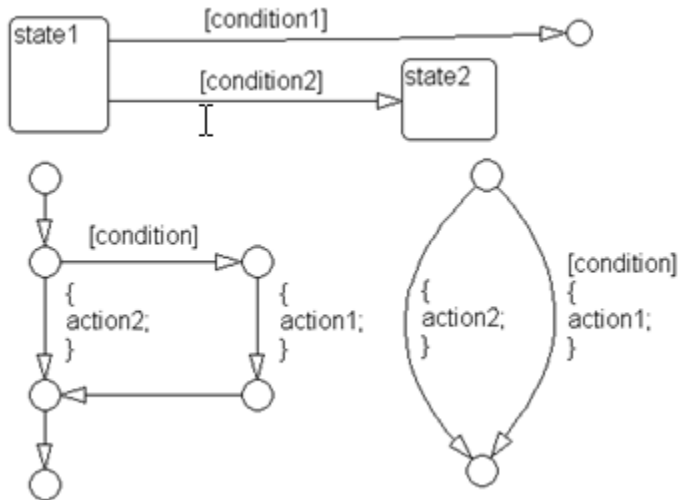 [condition1]
state1
[condition2]
state2
[condition]
{
action2;
}
{
action1;
}
{
action2;
}
[condition]
{
action1;
}